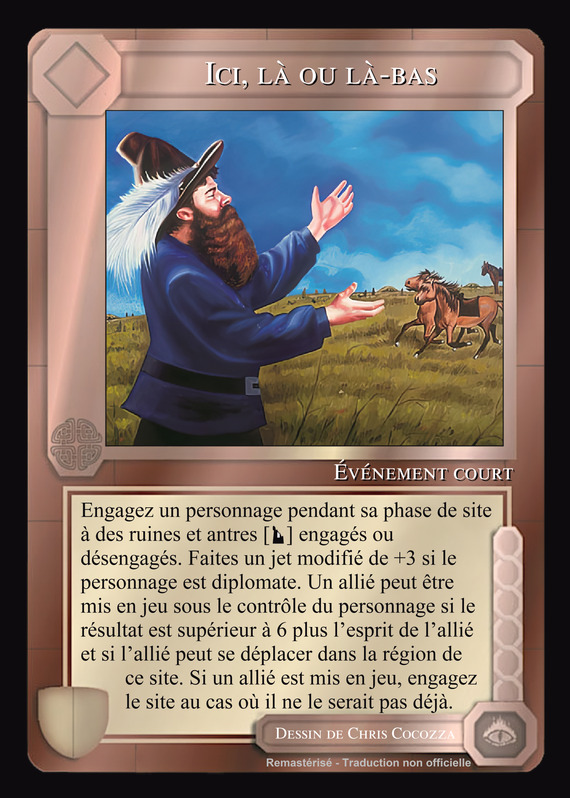 Ici, là ou là-bas
Événement court
Engagez un personnage pendant sa phase de site
à des ruines et antres [ ] engagés ou
désengagés. Faites un jet modifié de +3 si le
personnage est diplomate. Un allié peut être
mis en jeu sous le contrôle du personnage si le
résultat est supérieur à 6 plus l’esprit de l’allié
et si l’allié peut se déplacer dans la région de
ce site. Si un allié est mis en jeu, engagez
le site au cas où il ne le serait pas déjà.
Dessin de Chris Cocozza
Remastérisé - Traduction non officielle